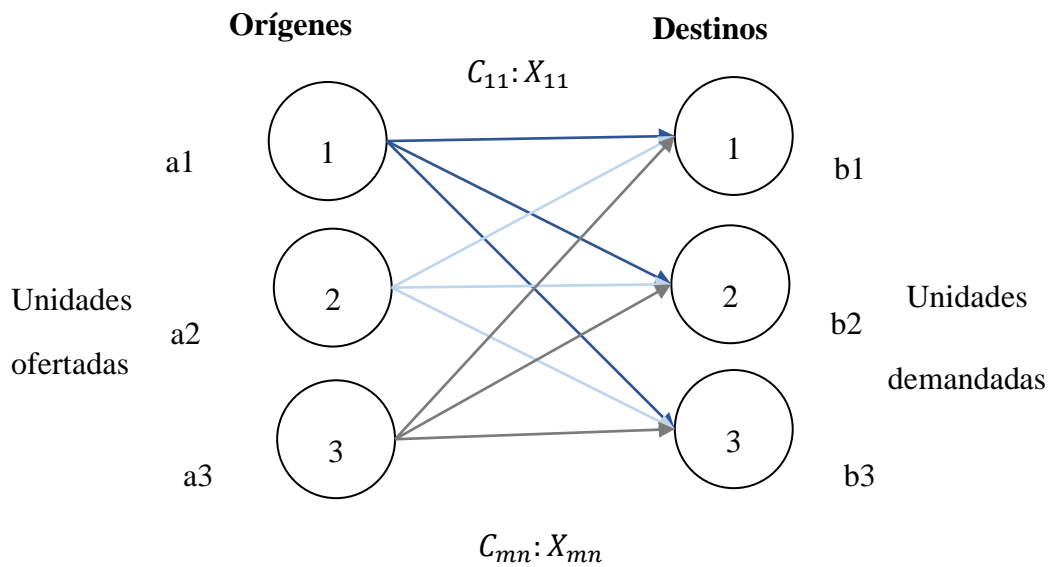 Orígenes
Destinos
C₁₁: X₁₁
1
1
a1
b1
2
2
Unidades
ofertadas
a2
b2
Unidades
demandadas
3
3
a3
b3
Cₘₙ: Xₘₙ